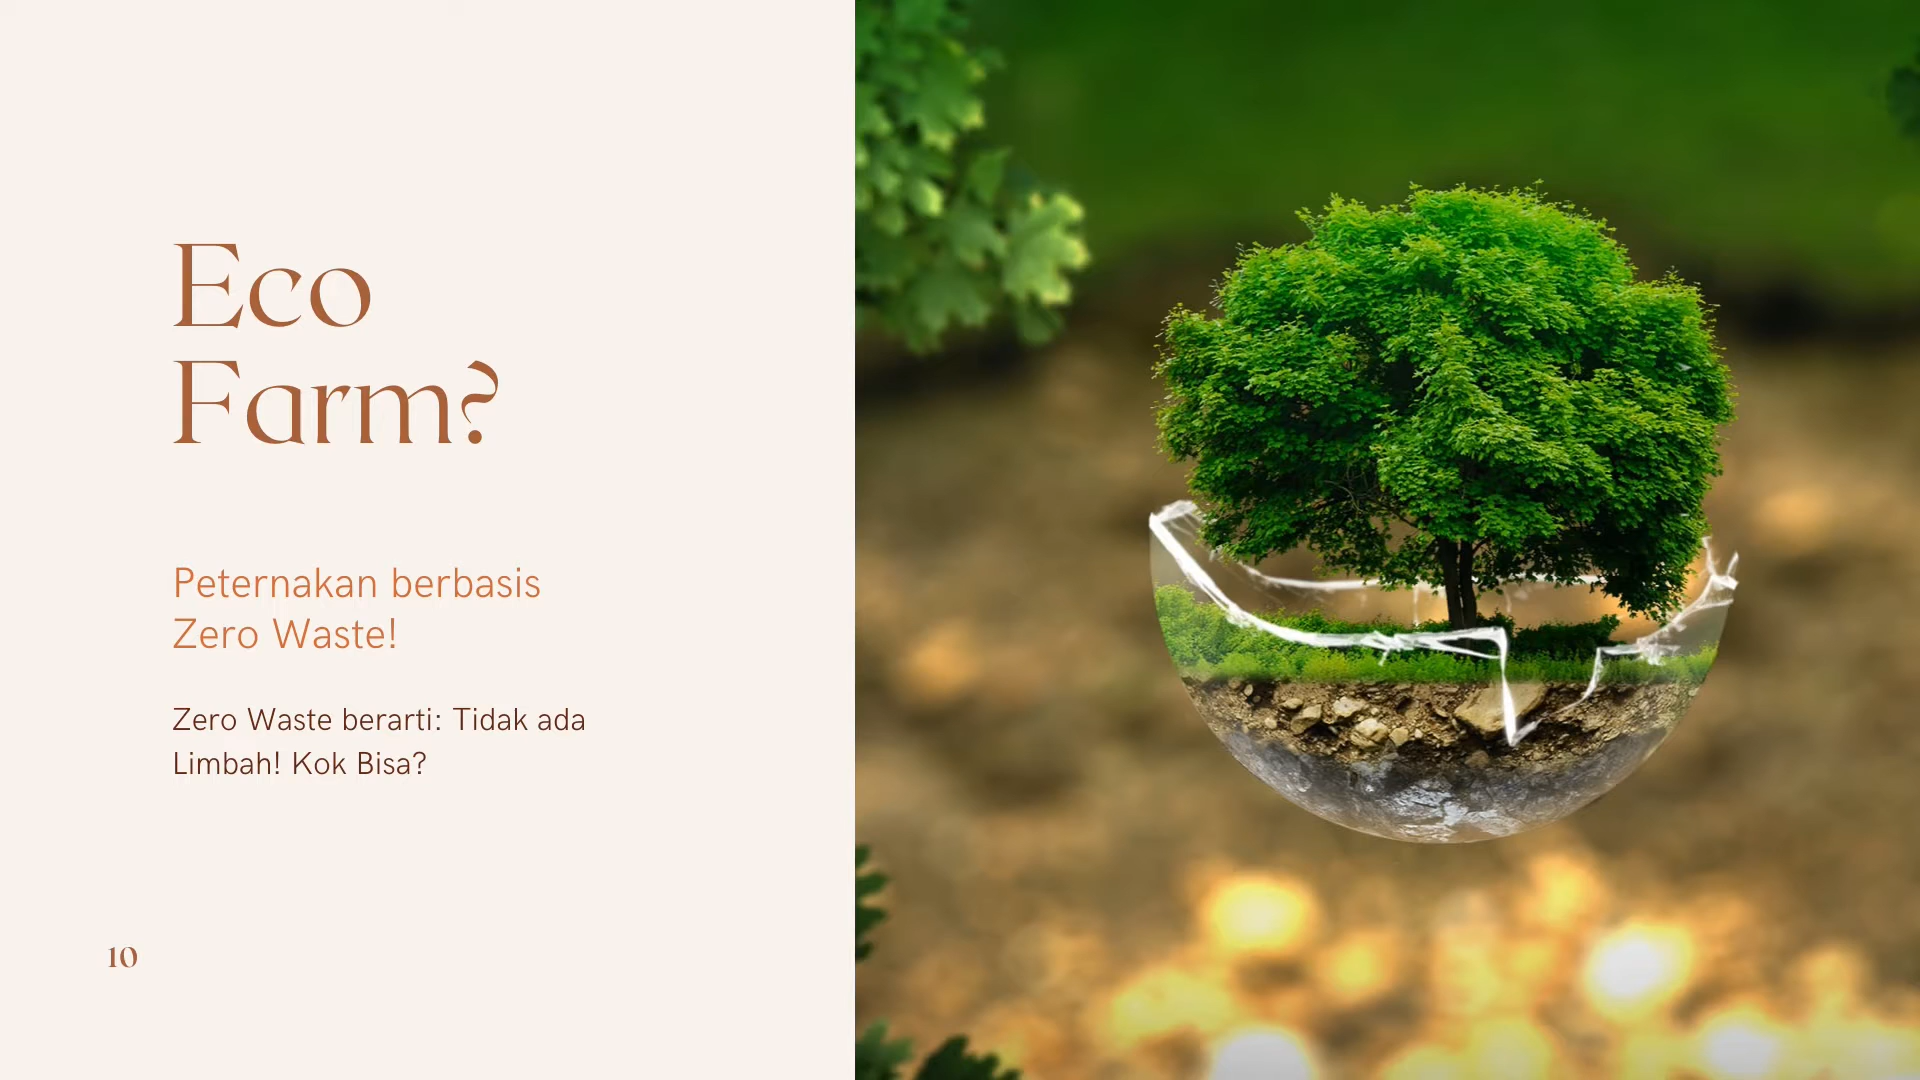 Eco
Farm?
Peternakan berbasis
Zero Waste!
Zero Waste berarti: Tidak ada
Limbah! Kok Bisa?
10